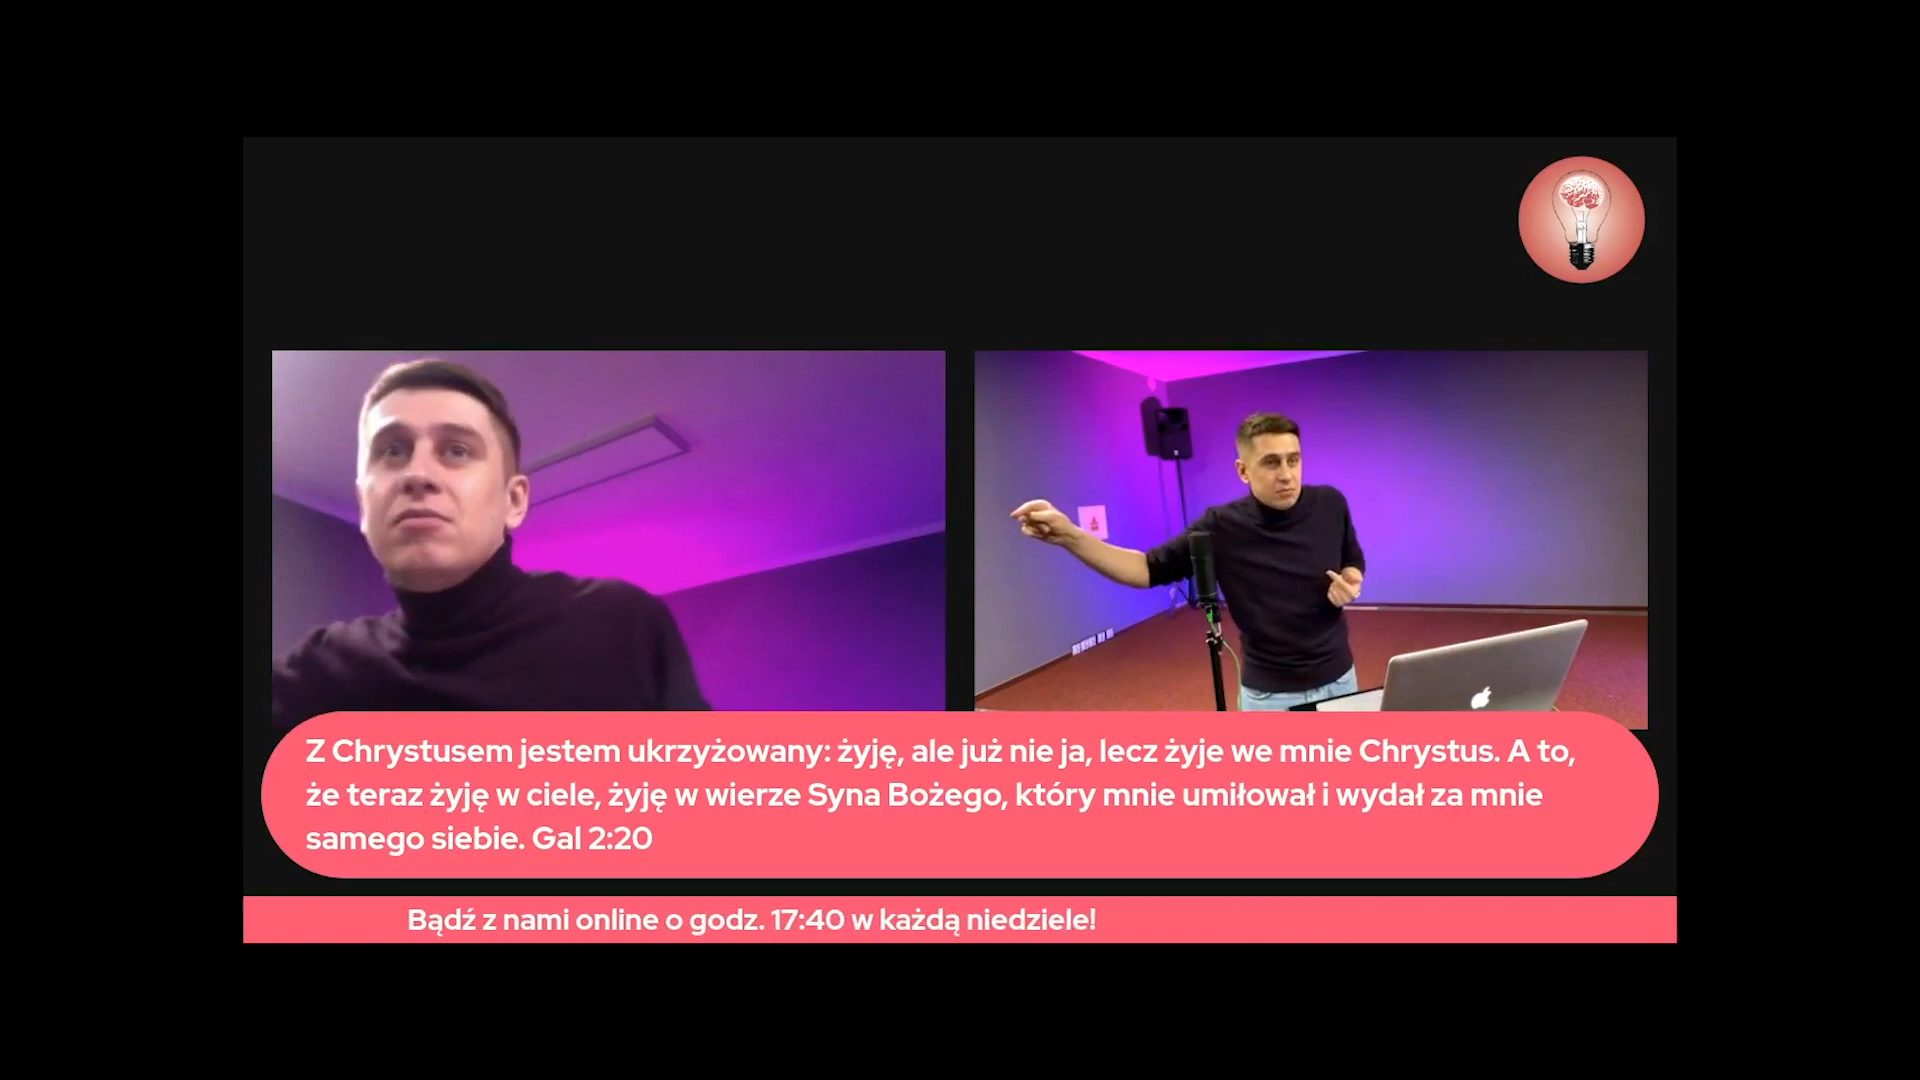 Z Chrystusem jestem ukrzyżowany: żyję, ale już nie ja, lecz żyje we mnie Chrystus. A to,
że teraz żyję w ciele, żyję w wierze Syna Bożego, który mnie umiłował i wydał za mnie
samego siebie. Gal 2:20
Bądź z nami online o godz. 17:40 w każdą niedziele!